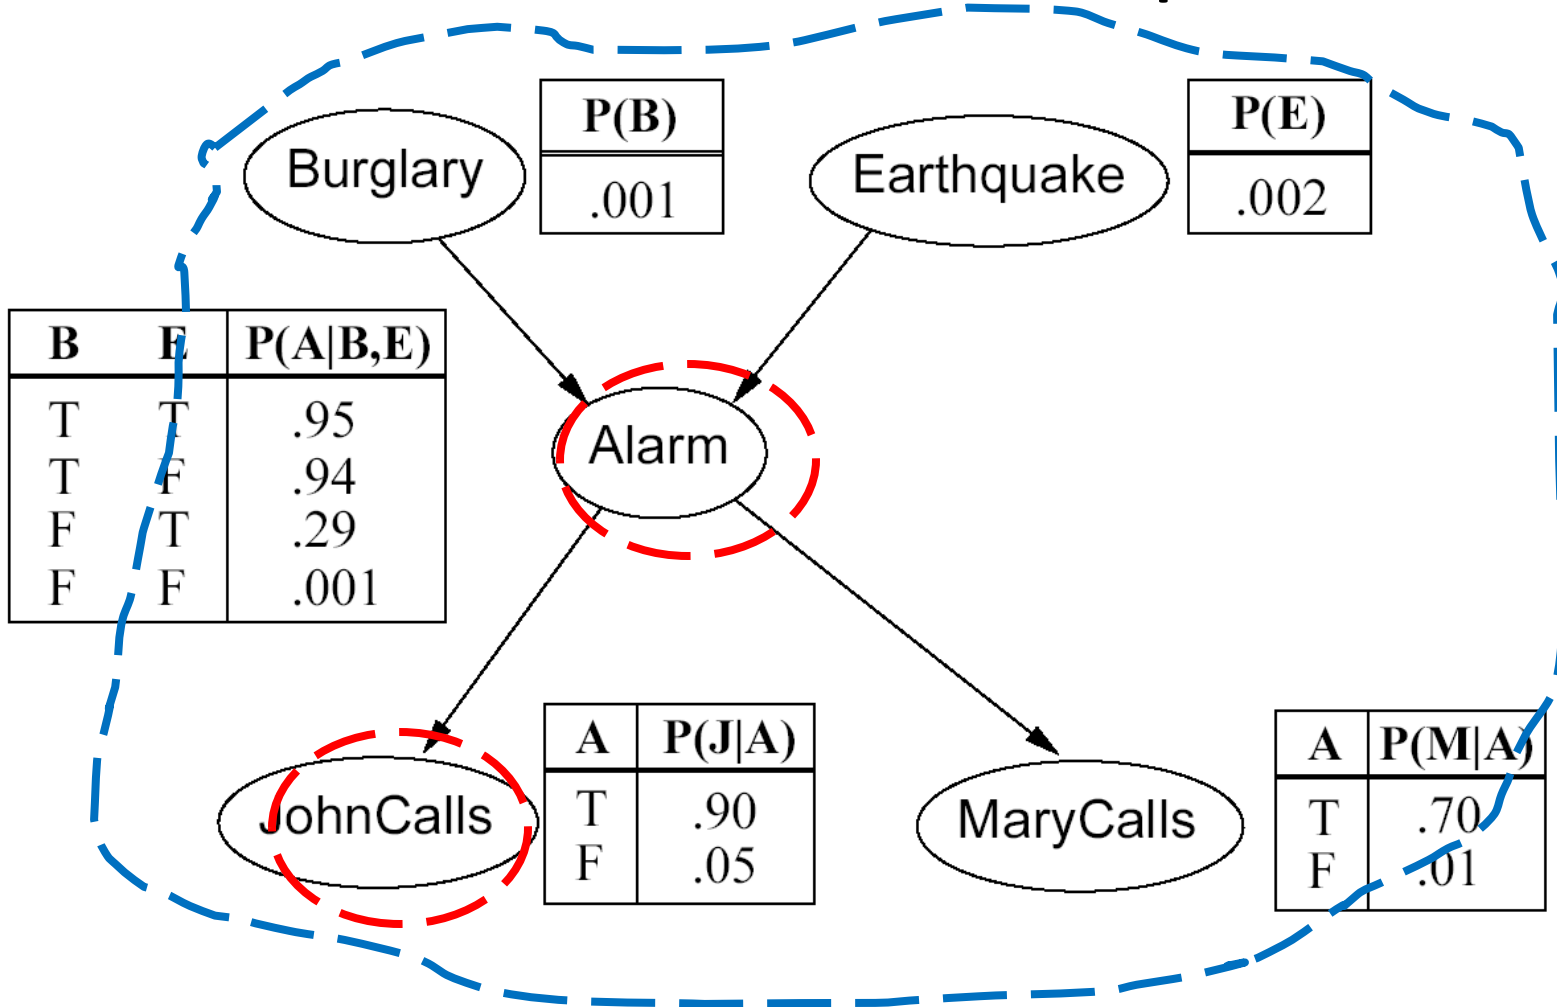 Burglary
P(B)
.001
Earthquake
P(E)
.002
B E P(A|B,E)
T T .95
T F .94
F T .29
F F .001
Alarm
JohnCalls
A P(J|A)
T .90
F .05
MaryCalls
A P(M|A)
T .70
F .01